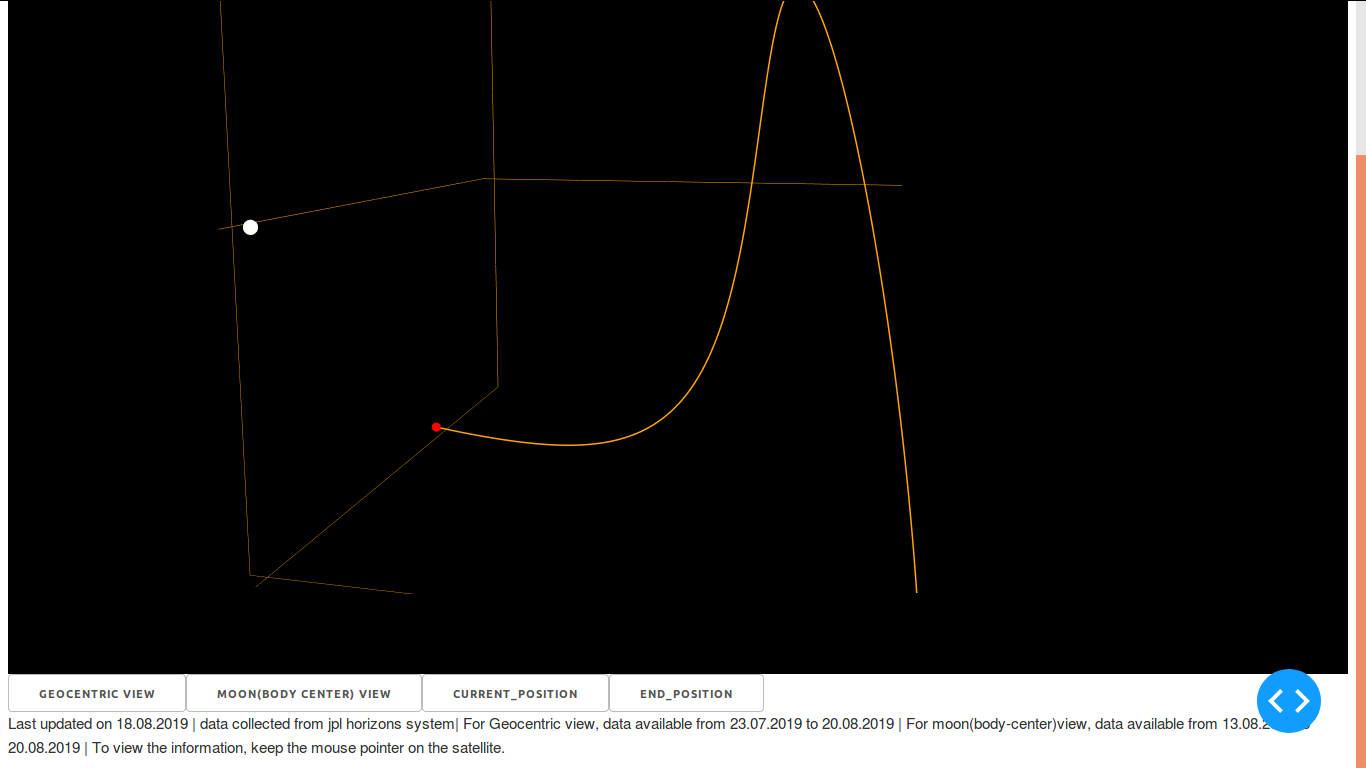 GEOCENTRIC VIEW MOON(BODY CENTER) VIEW CURRENT_POSITION END_POSITION
Last updated on 18.08.2019 | data collected from jpl horizons system| For Geocentric view, data available from 23.07.2019 to 20.08.2019 | For moon(body-center)view, data available from 13.08.2
20.08.2019 | To view the information, keep the mouse pointer on the satellite.